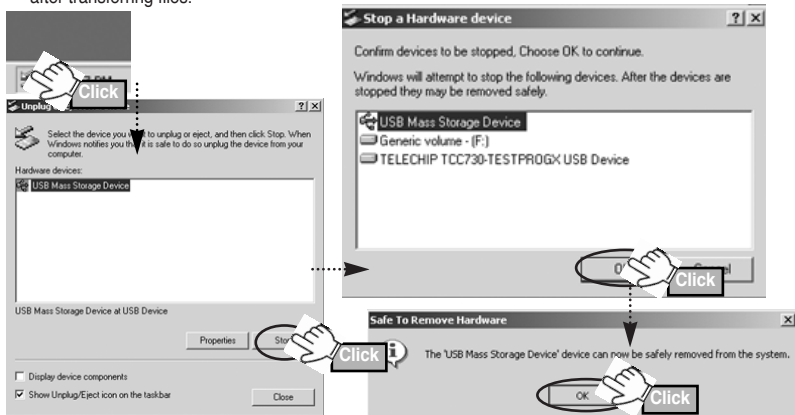 after transferring files.
Click
Unplug
Select the device you want to unplug or eject, and then click Stop. When
Windows notifies you that it is safe to do so unplug the device from your
computer.
Hardware devices:
USB Mass Storage Device
USB Mass Storage Device at USB Device
Properties
Stop
Click
Display device components
Show Unplug/Eject icon on the taskbar
Close
Stop a Hardware device
Confirm devices to be stopped, Choose OK to continue.
Windows will attempt to stop the following devices. After the devices are
stopped they may be removed safely.
USB Mass Storage Device
Generic volume - (F:)
TELECHIP TCC730-TESTPROGX USB Device
OK
Click
Safe To Remove Hardware
The 'USB Mass Storage Device' device can now be safely removed from the system.
OK
Click